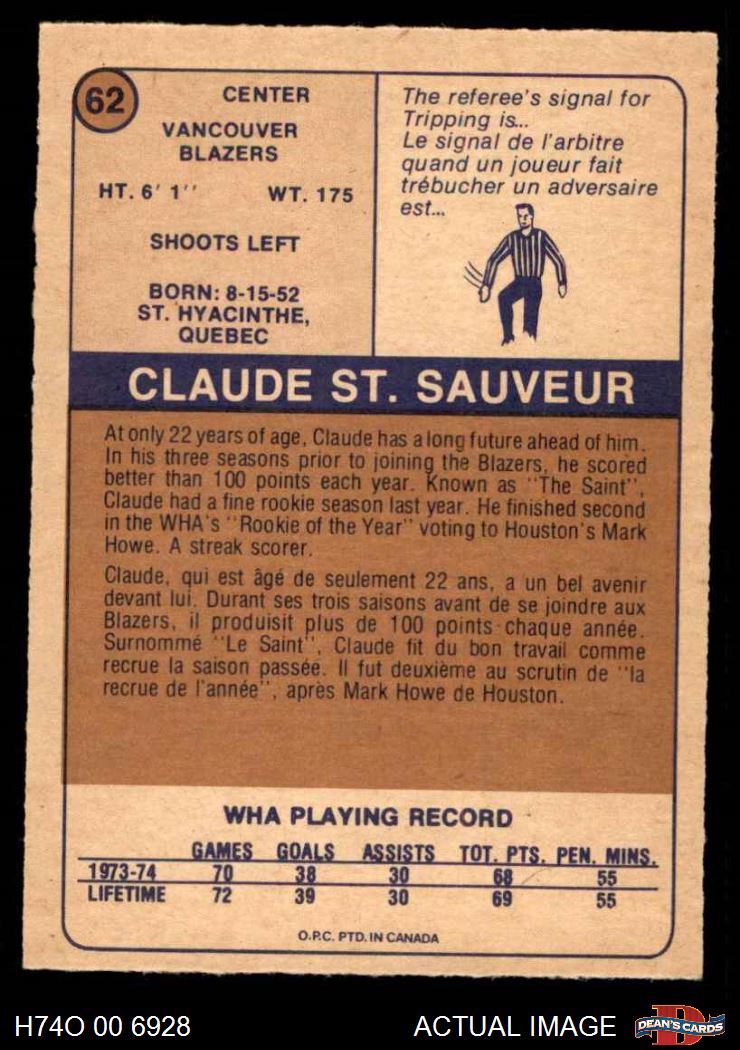 62
CENTER
VANCOUVER
BLAZERS
HT. 6' 1'' WT. 175
SHOOTS LEFT
BORN: 8-15-52
ST. HYACINTHE,
QUEBEC
The referee's signal for
Tripping is...
Le signal de l'arbitre
quand un joueur fait
trébucher un adversaire
est...
CLAUDE ST. SAUVEUR
At only 22 years of age, Claude has a long future ahead of him.
In his three seasons prior to joining the Blazers, he scored
better than 100 points each year. Known as "The Saint",
Claude had a fine rookie season last year. He finished second
in the WHA's "Rookie of the Year" voting to Houston's Mark
Howe. A streak scorer.
Claude, qui est âgé de seulement 22 ans, a un bel avenir
devant lui. Durant ses trois saisons avant de se joindre aux
Blazers, il produisit plus de 100 points chaque année.
Surnommé "Le Saint", Claude fit du bon travail comme
recrue la saison passée. Il fut deuxième au scrutin de "la
recrue de l'année", après Mark Howe de Houston.
WHA PLAYING RECORD
GAMES GOALS ASSISTS TOT. PTS. PEN. MINS.
1973-74 70 38 30 68 55
LIFETIME 72 39 30 69 55
O.P.C. PTD. IN CANADA
H74O 00 6928 ACTUAL IMAGE D DEAN'S CARDS